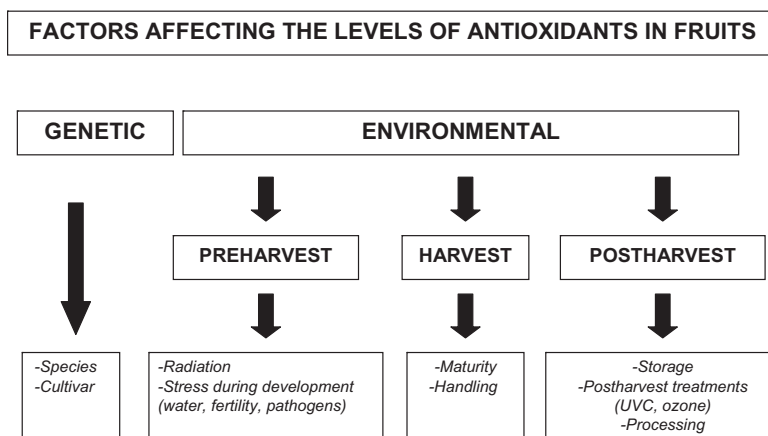 FACTORS AFFECTING THE LEVELS OF ANTIOXIDANTS IN FRUITS
GENETIC
ENVIRONMENTAL
PREHARVEST
HARVEST
POSTHARVEST
-Species
-Cultivar
-Radiation
-Stress during development
(water, fertility, pathogens)
-Maturity
-Handling
-Storage
-Postharvest treatments
(UVC, ozone)
-Processing